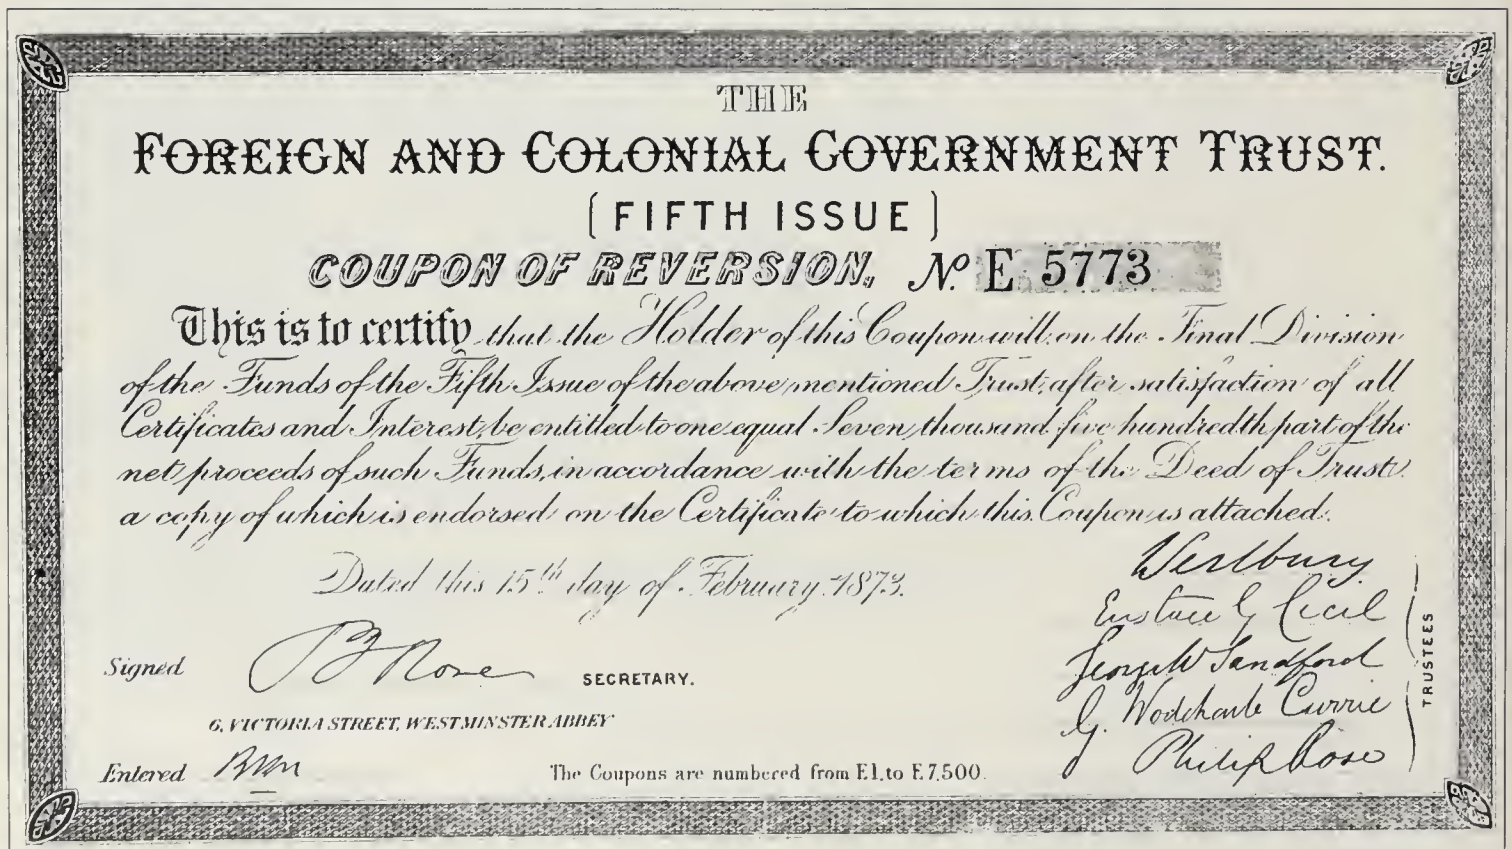 THE
FOREIGN AND COLONIAL GOVERNMENT TRUST.
(FIFTH ISSUE)
COUPON OF REVERSION, No. E 5773
This is to certify that the Holder of this Coupon will, on the Final Division
of the Funds of the Fifth Issue of the above mentioned Trust, after satisfaction of all
Certificates and Interest, be entitled to one equal Seven thousand five hundredth part of the
net proceeds of such Funds, in accordance with the terms of the Deed of Trust
a copy of which is endorsed on the Certificate to which this Coupon is attached.
Dated this 15th day of February 1873.
Signed Rose SECRETARY.
6, VICTORIA STREET, WESTMINSTER ABBEY
Entered
The Coupons are numbered from E1, to E7,500.
Westbury
Eustace G Cecil
George W Sandford
G. Wodehouse Currie
Philip Rose
TRUSTEES